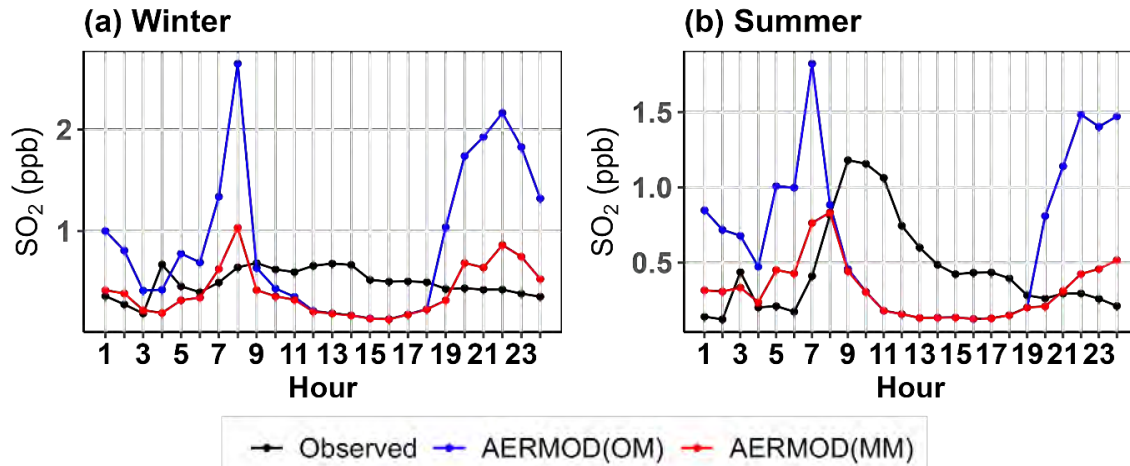 (a) Winter
SO₂ (ppb)
2
1
1 3 5 7 9 11 13 15 17 19 21 23
Hour
(b) Summer
SO₂ (ppb)
1.5
1.0
0.5
1 3 5 7 9 11 13 15 17 19 21 23
Hour
Observed AERMOD(OM) AERMOD(MM)